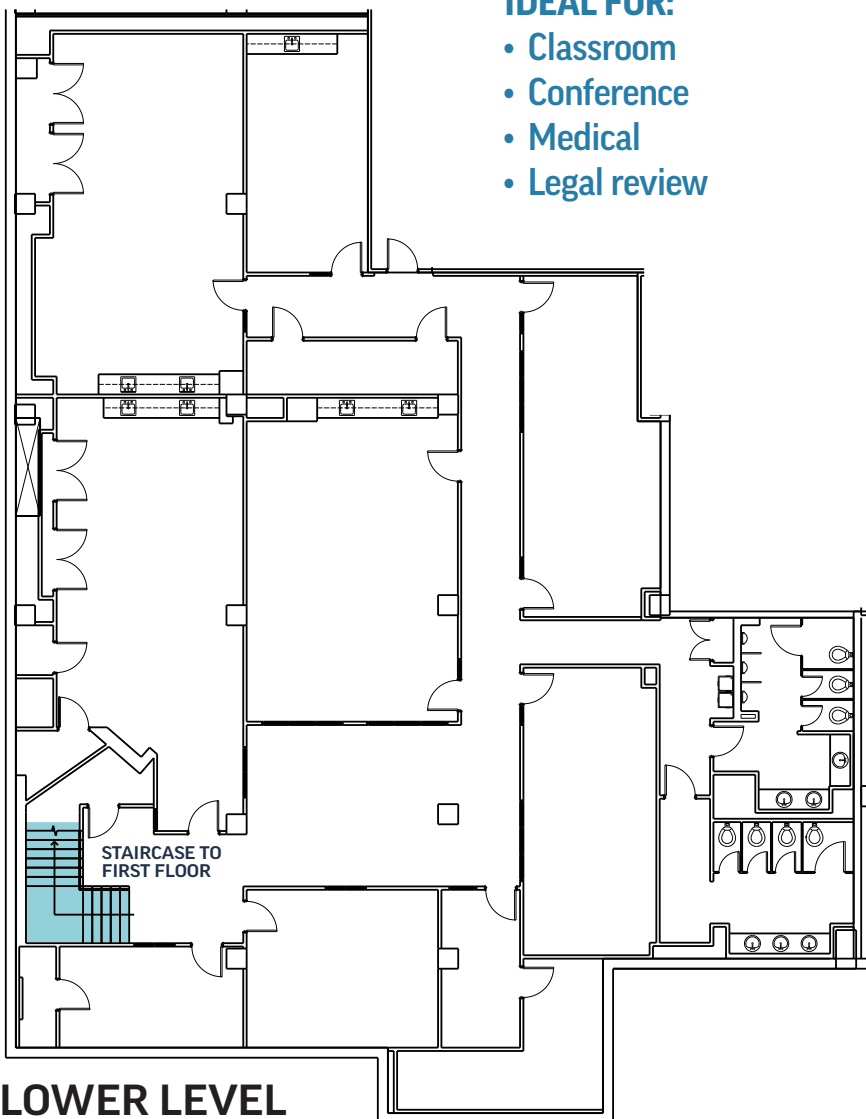 IDEAL FOR:
• Classroom
• Conference
• Medical
• Legal review
STAIRCASE TO
FIRST FLOOR
LOWER LEVEL